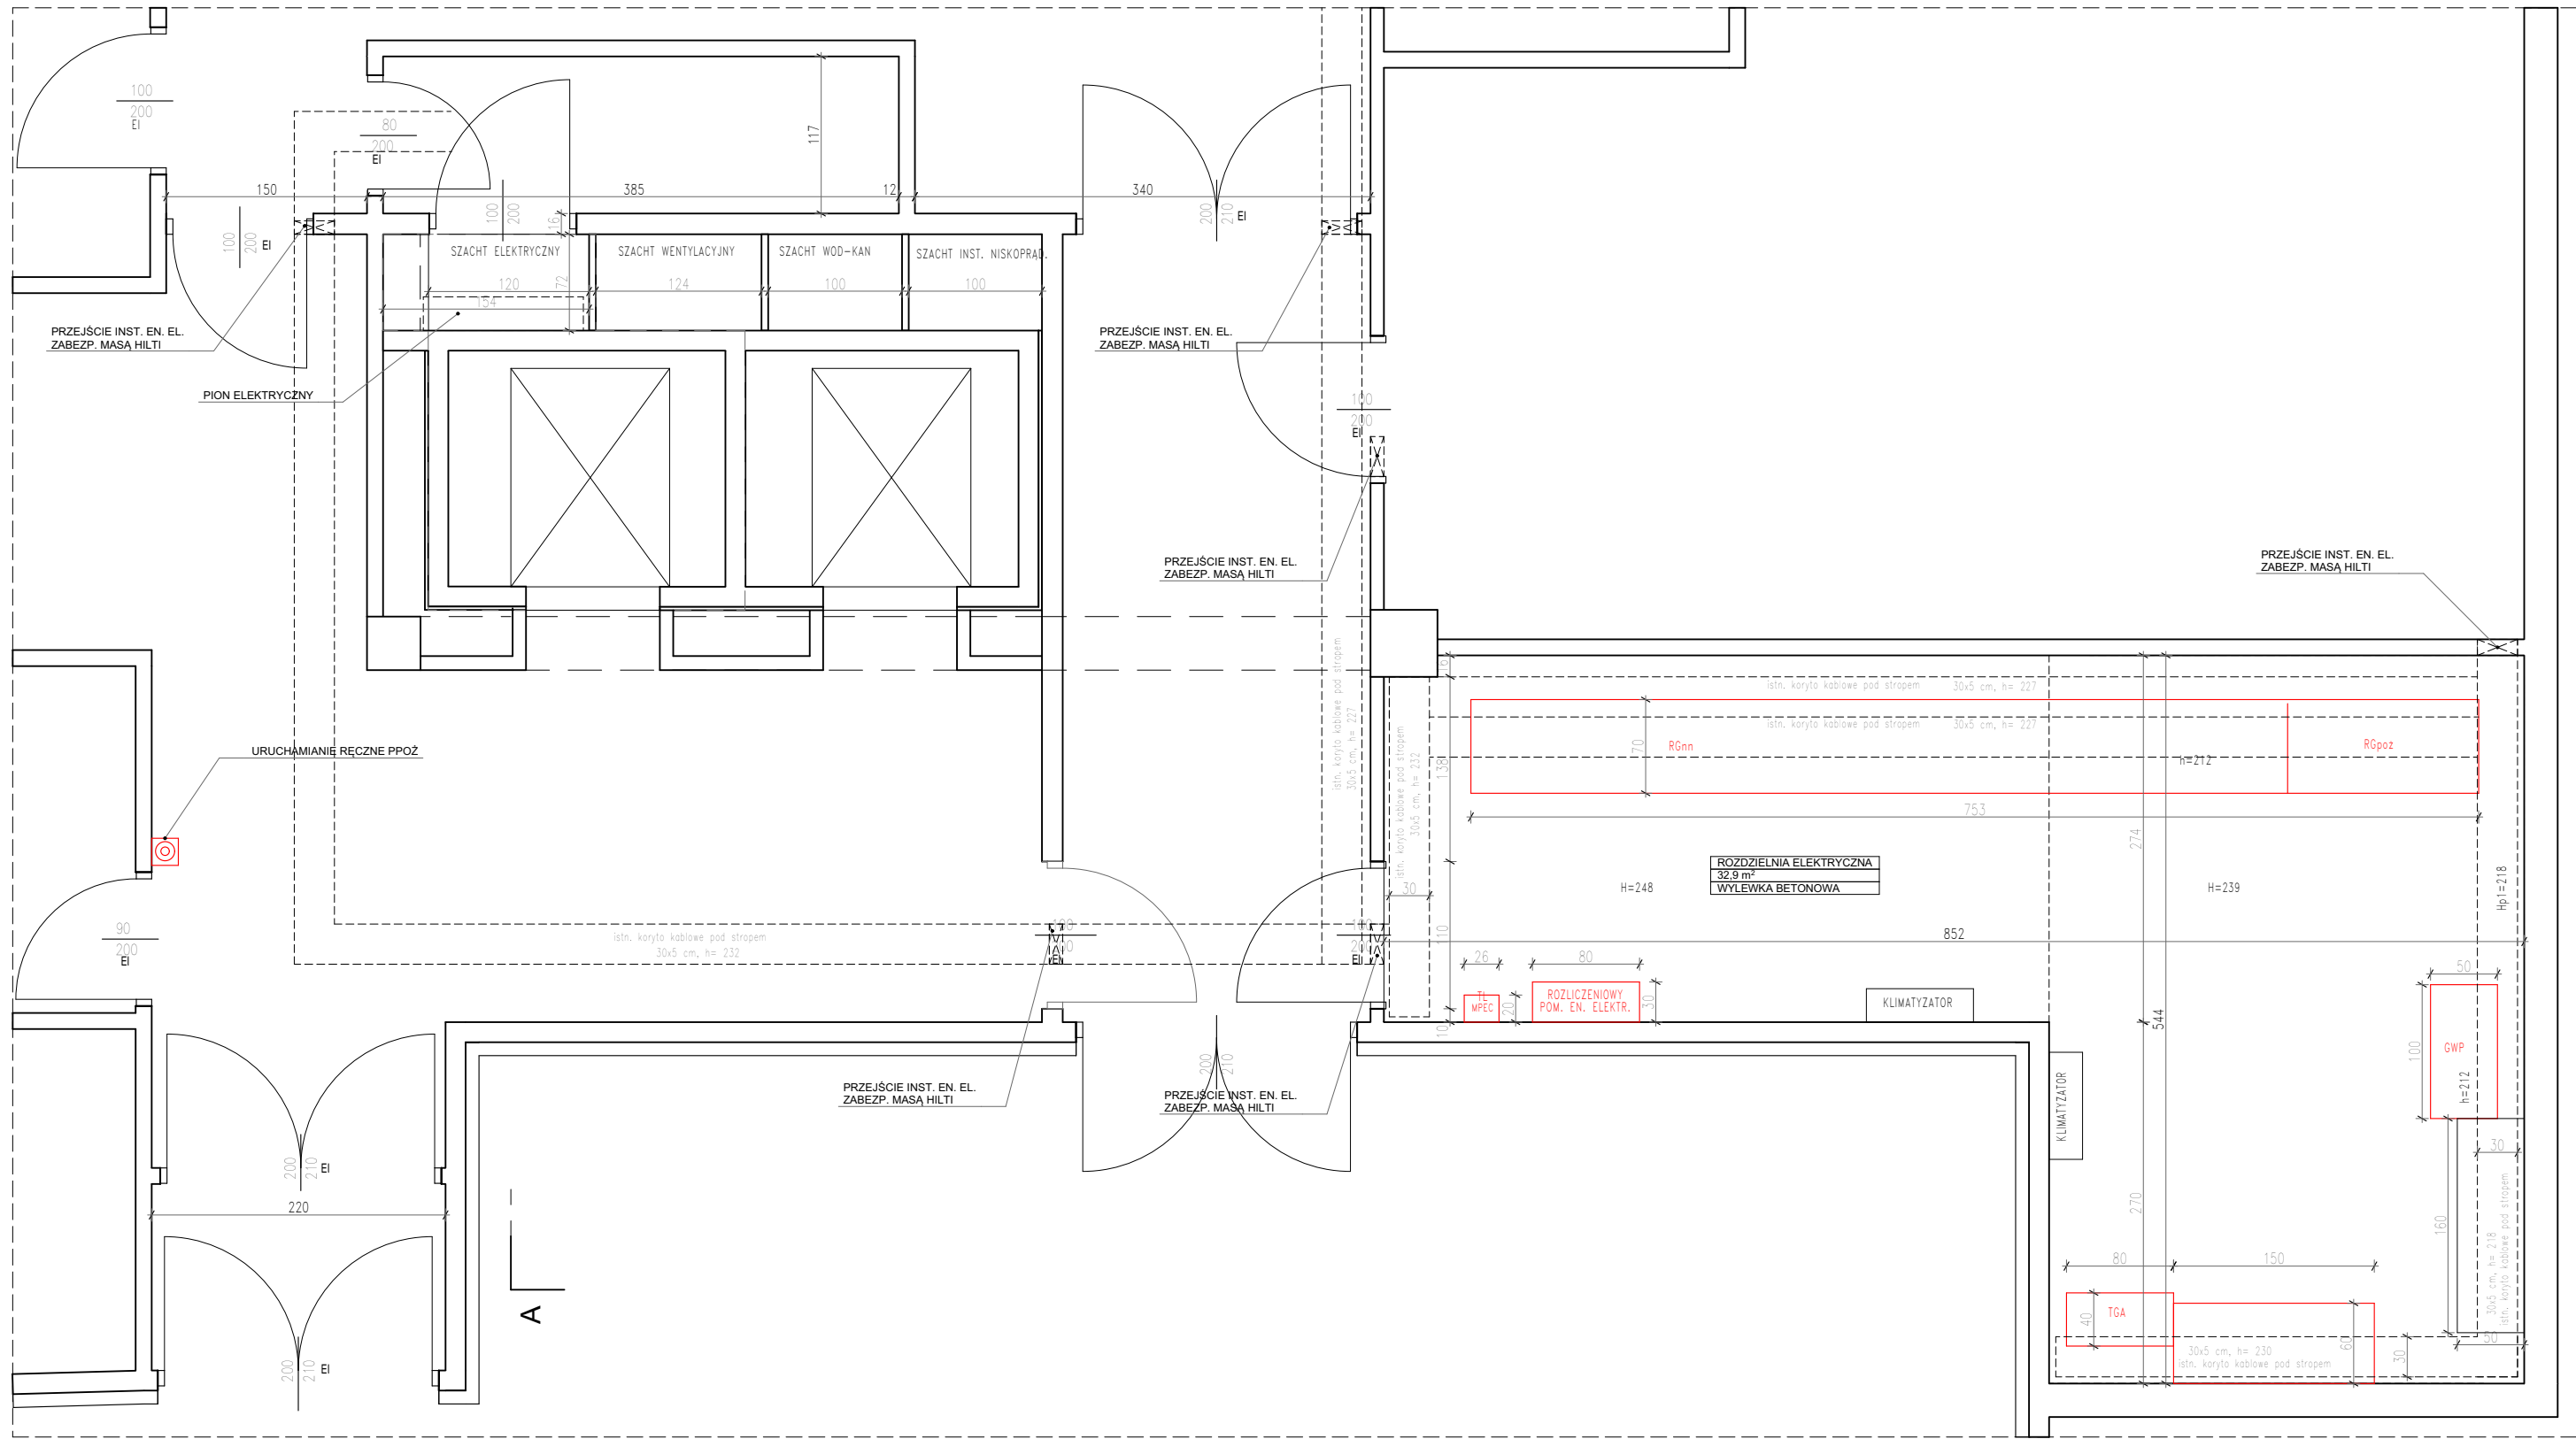 100
200
EI
80
200
EI
117
150
385
12
340
100
200
EI
100
200
16
200
210
EI
SZACHT ELEKTRYCZNY
SZACHT WENTYLACYJNY
SZACHT WOD-KAN
SZACHT INST. NISKOPRĄD.
120
72
124
100
100
154
PRZEJŚCIE INST. EN. EL.
ZABEZP. MASĄ HILTI
PRZEJŚCIE INST. EN. EL.
ZABEZP. MASĄ HILTI
PION ELEKTRYCZNY
100
200
EI
PRZEJŚCIE INST. EN. EL.
ZABEZP. MASĄ HILTI
PRZEJŚCIE INST. EN. EL.
ZABEZP. MASĄ HILTI
URUCHAMIANIE RĘCZNE PPOŻ
istn. koryto kablowe pod stropem
30x5 cm, h= 227
istn. koryto kablowe pod stropem
30x5 cm, h= 232
16
138
110
10
istn. koryto kablowe pod stropem 30x5 cm, h= 227
istn. koryto kablowe pod stropem 30x5 cm, h= 227
70
RGnn
RGpoż
h=212
753
274
ROZDZIELNIA ELEKTRYCZNA
32,9 m²
WYLEWKA BETONOWA
H=248
H=239
Hp1=218
30
852
90
200
EI
istn. koryto kablowe pod stropem
30x5 cm, h= 232
EI
200
EI
26
80
TL
MPEC
20
ROZLICZENIOWY
POM. EN. ELEKTR.
30
KLIMATYZATOR
50
544
100
GWP
h=212
KLIMATYZATOR
200
210
PRZEJŚCIE INST. EN. EL.
ZABEZP. MASĄ HILTI
PRZEJŚCIE INST. EN. EL.
ZABEZP. MASĄ HILTI
200
210
EI
220
30
270
160
30x5 cm, h= 218
istn. koryto kablowe pod stropem
80
150
A
TGA
40
60
30
50
30x5 cm, h= 230
istn. koryto kablowe pod stropem
200
210
EI